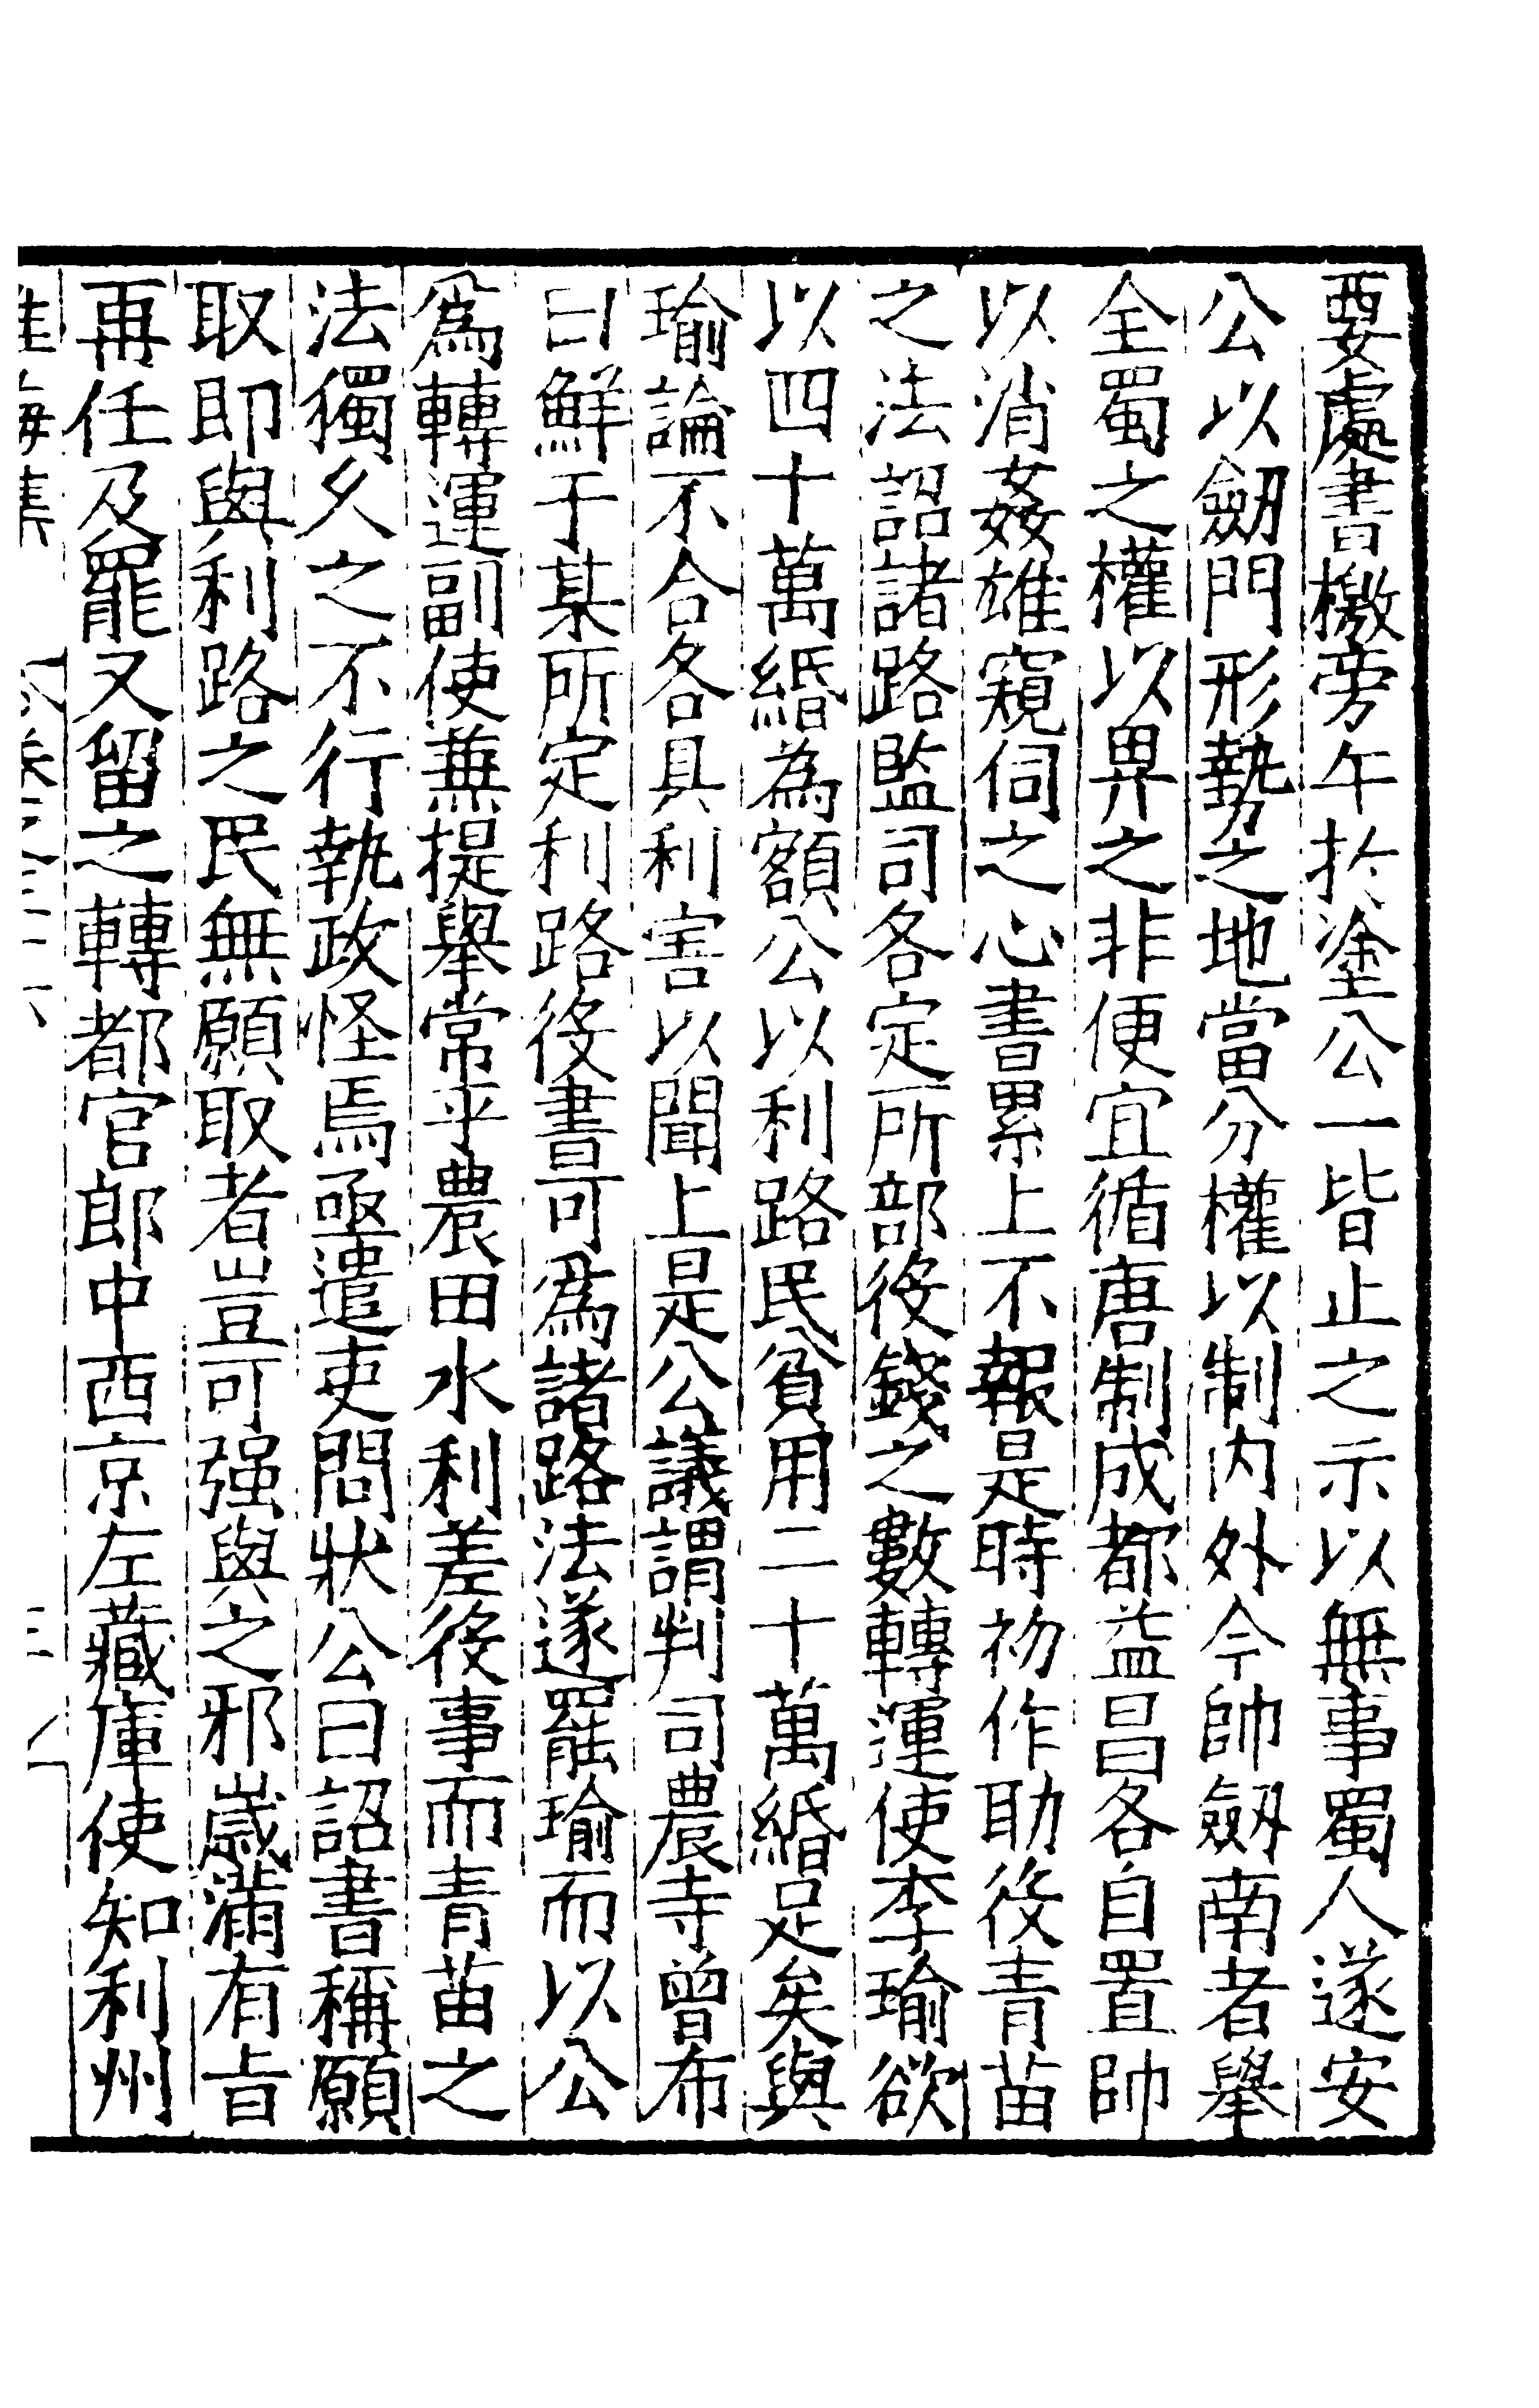 要處書檄旁午於塗公一皆止之示以無事蜀人遂安
公以劒門形勢之地當分權以制内外今帥劒南者舉
全蜀之權以畀之非便宜循唐制成都益昌各自置帥
以消姦雄窺伺之心書累上不報是時初作助役青苗
之法詔諸路監司各定所部役錢之數轉運使李瑜欲
以四十萬緡為額公以利路民貧用二十萬緡足矣與
瑜論不合各具利害以聞上是公議謂判司農寺曾布
曰鮮于某所定利路役書可爲諸路法遂罷瑜而以公
爲轉運副使兼提舉常平農田水利差役事而青苗之
法獨久之不行執政怪焉亟遣吏問狀公曰詔書稱願
取即與利路之民無願取者豈可强與之邪歲滿有旨
再任及罷又留之轉都官郎中西京左藏庫使知利州
淮海集 卷三十六 三